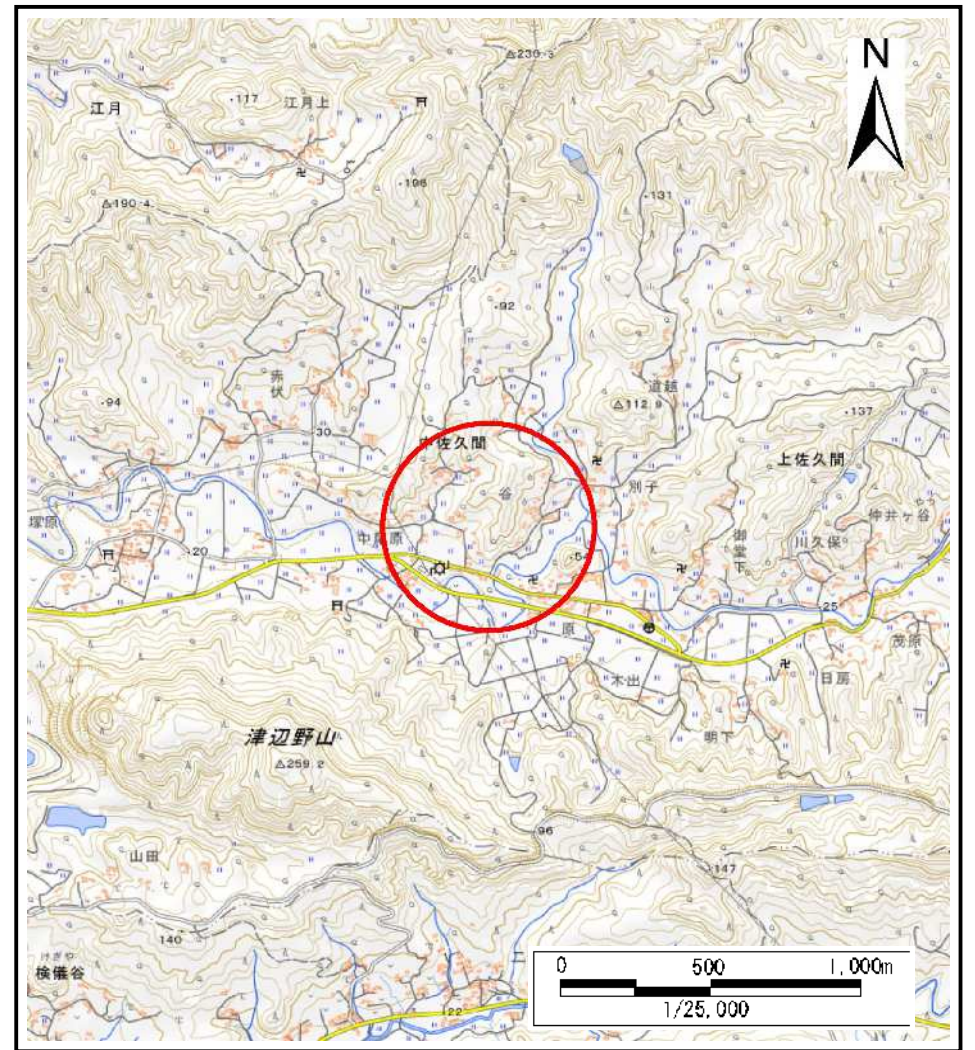 △230.3
N
江月
・117
江月上
・196
・131
△190.4
・92
赤伏
道越
・94
△112.9
・137
30
中佐久間
上佐久間
谷
別子
やつ
仲井ヶ谷
塚原
中原
御堂下
川久保
・20
・54
・25
原
茂原
木出
日房
明下
津辺野山
△259.2
・96
山田
・147
140
けぎや
検儀谷
22
0 500 1,000m
1/25,000